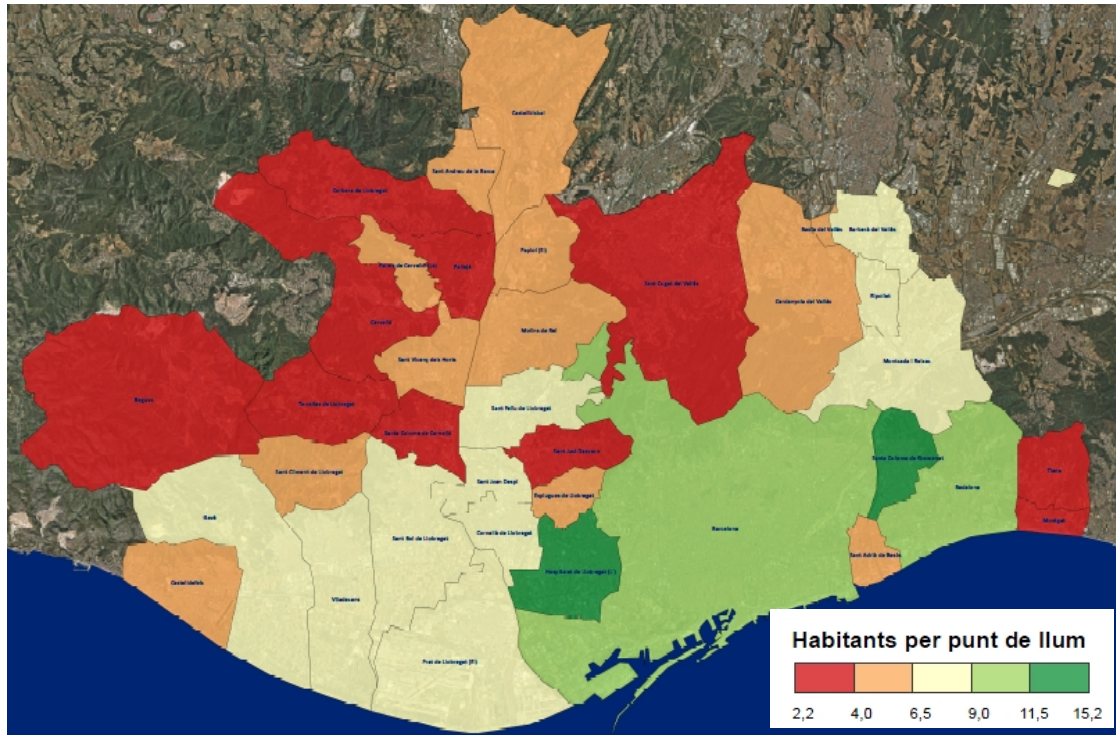 Castellbisbal
Sant Andreu de la Barca
Corbera de Llobregat
Badia del Vallès
Barberà del Vallès
Papiol (El)
Palma de Cervelló (La)
Pallejà
Sant Cugat del Vallès
Ripollet
Cerdanyola del Vallès
Cervelló
Molins de Rei
Sant Vicenç dels Horts
Montcada i Reixac
Begues
Torrelles de Llobregat
Sant Feliu de Llobregat
Santa Coloma de Cervelló
Sant Just Desvern
Santa Coloma de Gramenet
Sant Climent de Llobregat
Tiana
Sant Joan Despí
Badalona
Esplugues de Llobregat
Gavà
Montgat
Barcelona
Cornellà de Llobregat
Sant Boi de Llobregat
Sant Adrià de Besòs
Hospitalet de Llobregat (L')
Castelldefels
Viladecans
Prat de Llobregat (El)
Habitants per punt de llum
2,2 4,0 6,5 9,0 11,5 15,2